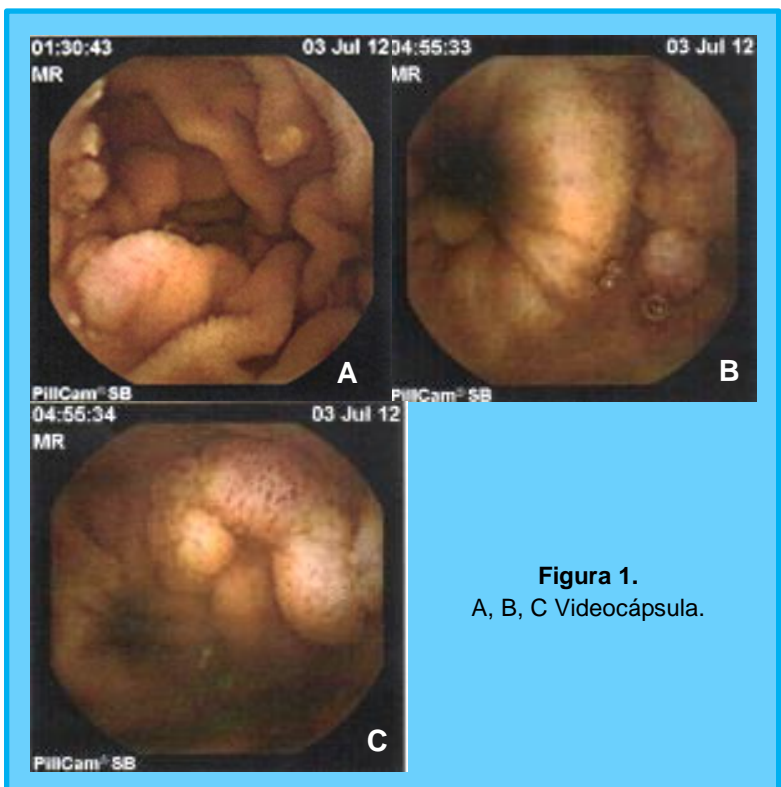 01:30:43 03 Jul 12
MR
A
PillCam® SB
04:55:33 03 Jul 12
MR
B
PillCam® SB
04:55:34 03 Jul 12
MR
C
PillCam® SB
Figura 1.
A, B, C Videocápsula.